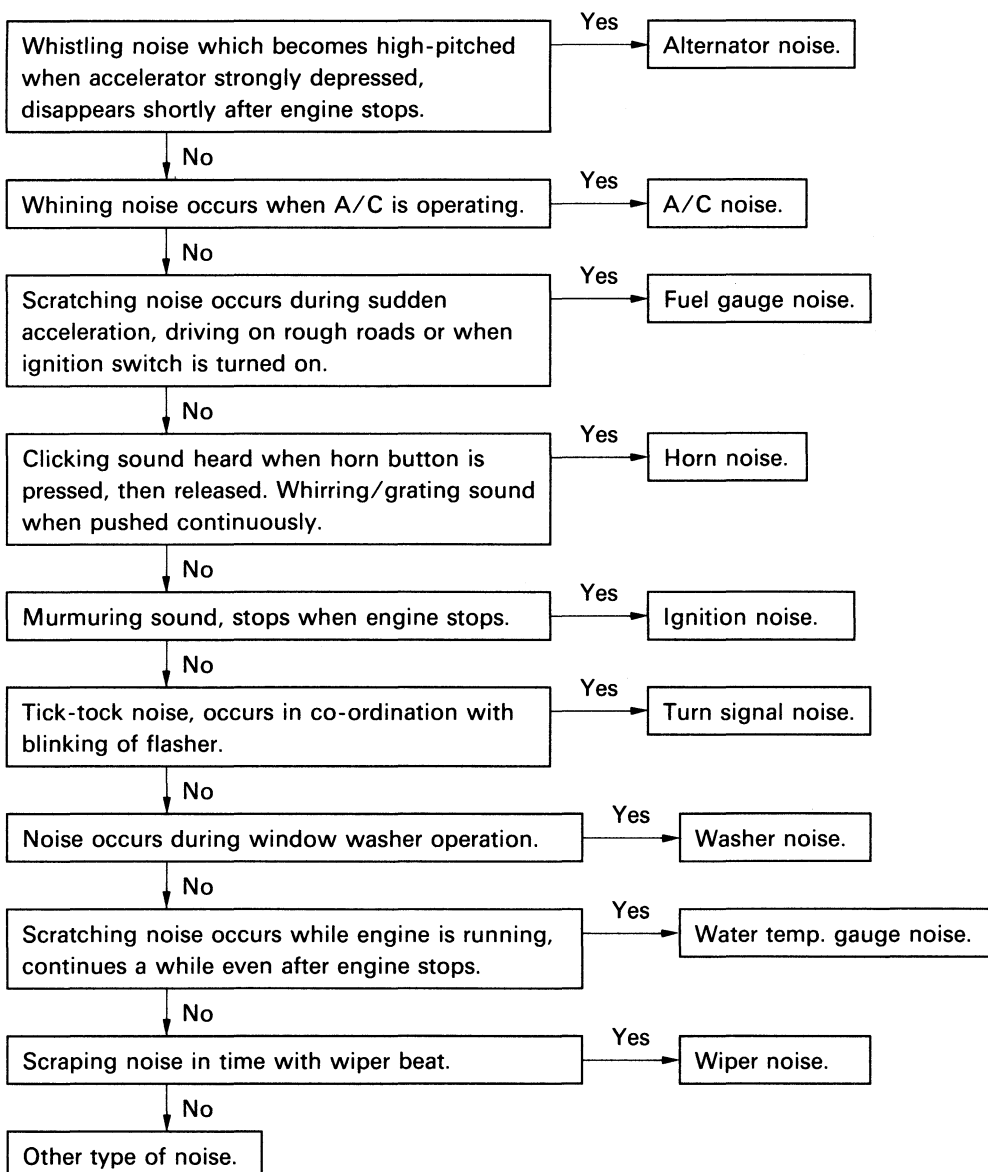 Whistling noise which becomes high-pitched
when accelerator strongly depressed,
disappears shortly after engine stops.
Yes
Alternator noise.
No
Whining noise occurs when A/C is operating.
Yes
A/C noise.
No
Scratching noise occurs during sudden
acceleration, driving on rough roads or when
ignition switch is turned on.
Yes
Fuel gauge noise.
No
Clicking sound heard when horn button is
pressed, then released. Whirring/grating sound
when pushed continuously.
Yes
Horn noise.
No
Murmuring sound, stops when engine stops.
Yes
Ignition noise.
No
Tick-tock noise, occurs in co-ordination with
blinking of flasher.
Yes
Turn signal noise.
No
Noise occurs during window washer operation.
Yes
Washer noise.
No
Scratching noise occurs while engine is running,
continues a while even after engine stops.
Yes
Water temp. gauge noise.
No
Scraping noise in time with wiper beat.
Yes
Wiper noise.
No
Other type of noise.